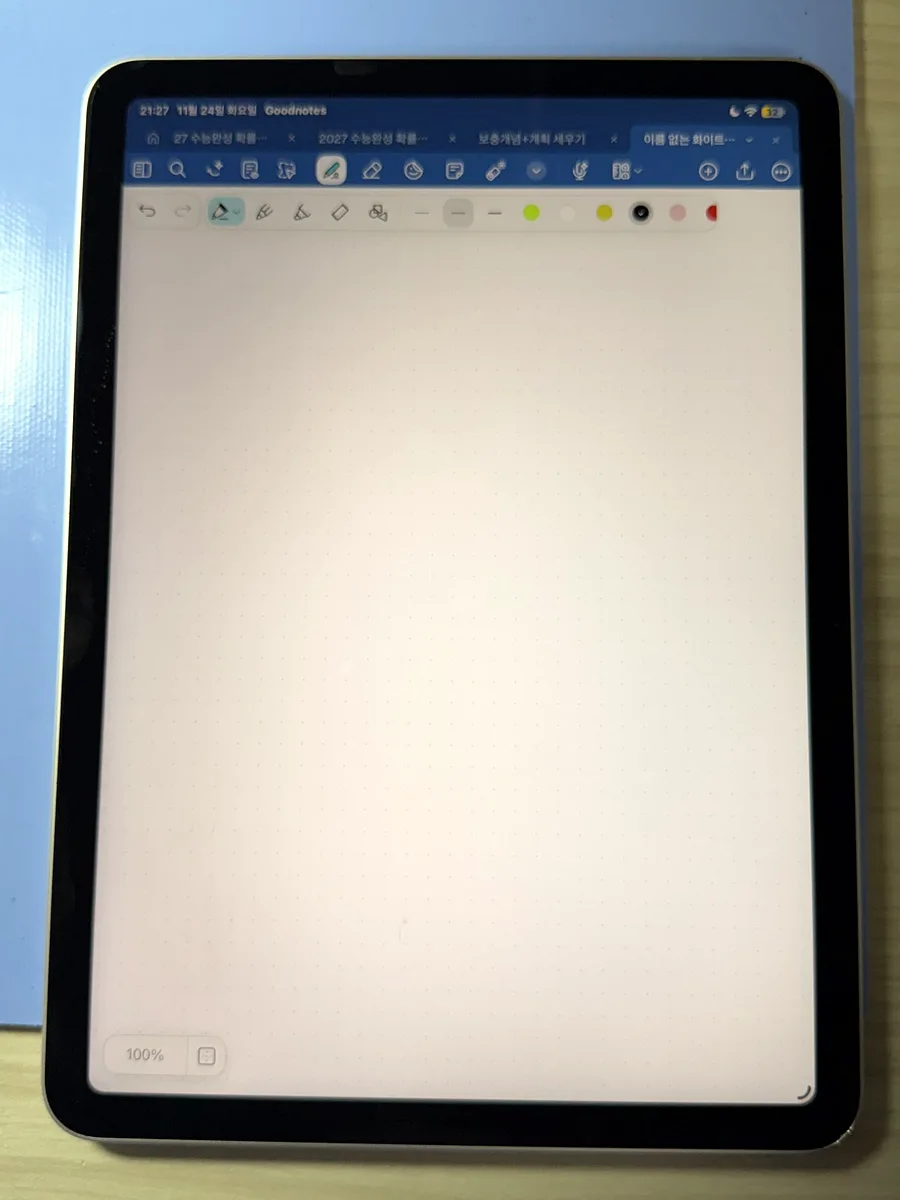 21:27 11월 24일 화요일 Goodnotes 32
27 수능완성 확률··· × 2027 수능완성 확률··· × 보충개념+계획 세우기 × 이름 없는 화이트··· ×
100%